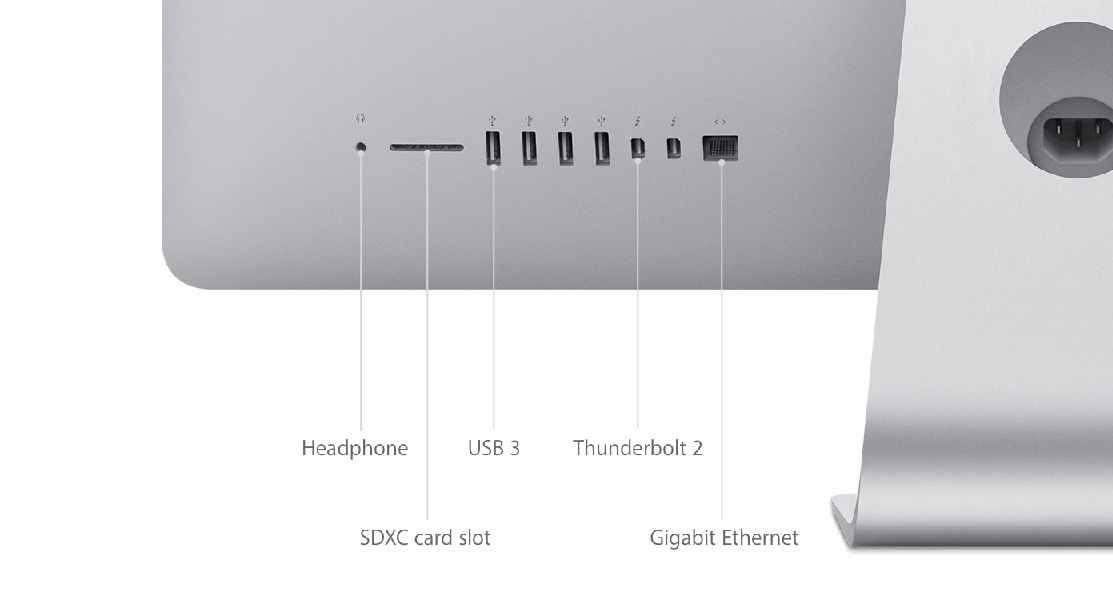 Headphone
USB 3
Thunderbolt 2
SDXC card slot
Gigabit Ethernet